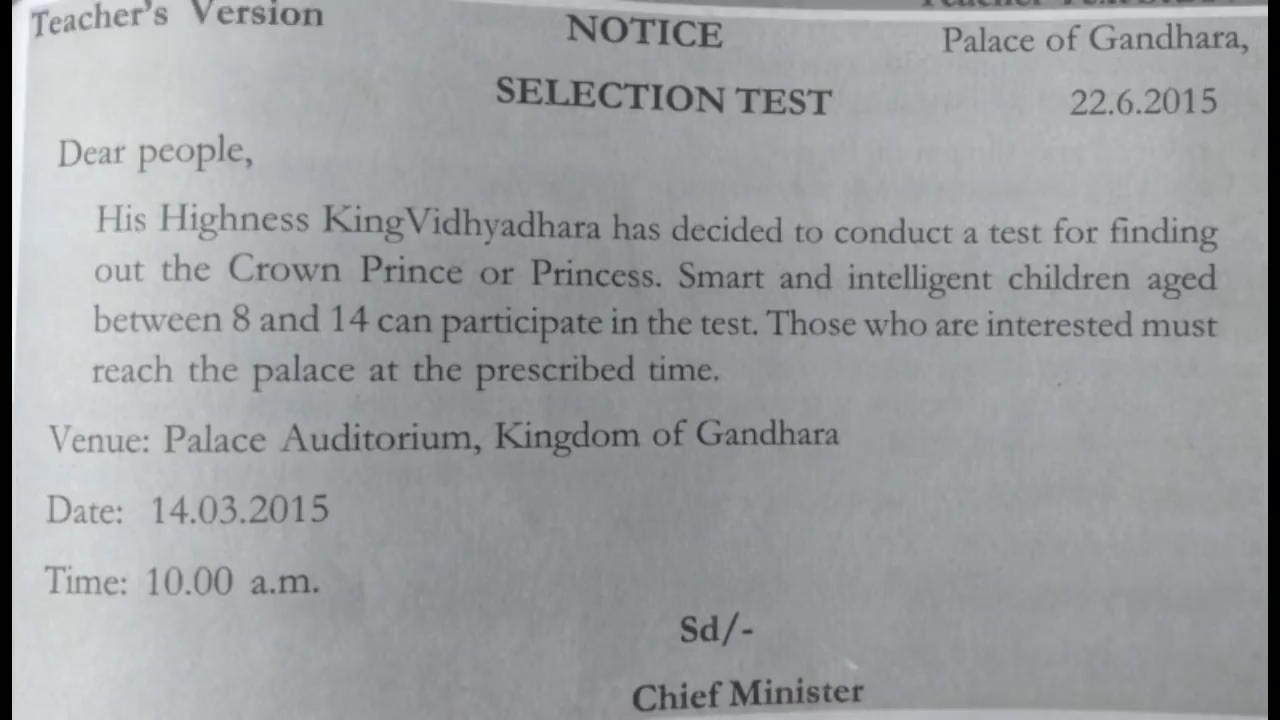 Teacher's Version
NOTICE
Palace of Gandhara,
SELECTION TEST
22.6.2015
Dear people,
His Highness KingVidhyadhara has decided to conduct a test for finding
out the Crown Prince or Princess. Smart and intelligent children aged
between 8 and 14 can participate in the test. Those who are interested must
reach the palace at the prescribed time.
Venue: Palace Auditorium, Kingdom of Gandhara
Date: 14.03.2015
Time: 10.00 a.m.
Sd/-
Chief Minister